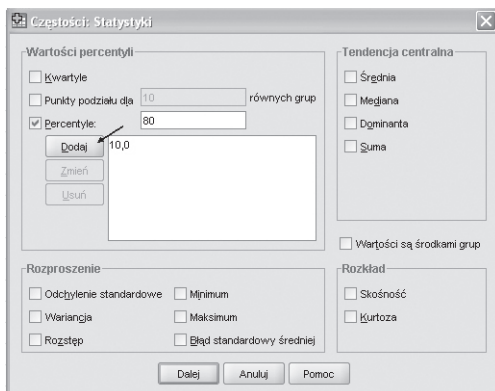 Częstości: Statystyki
Wartości percentyli
Kwartyle
Punkty podziału dla 10 równych grup
Percentyle: 80
Dodaj 10,0
Zmień
Usuń
Tendencja centralna
Średnia
Mediana
Dominanta
Suma
Wartości są środkami grup
Rozproszenie
Odchylenie standardowe Minimum
Wariancja Maksimum
Rozstęp Błąd standardowy średniej
Rozkład
Skośność
Kurtoza
Dalej Anuluj Pomoc